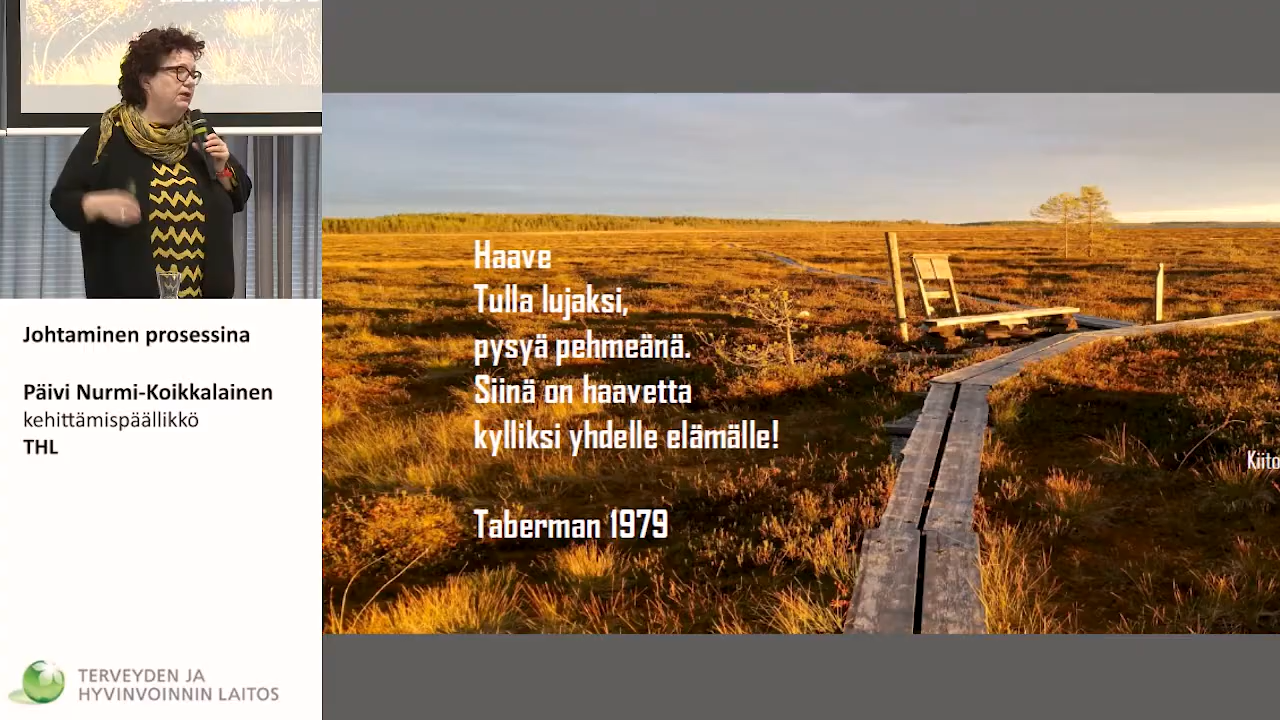 Johtaminen prosessina
Päivi Nurmi-Koikkalainen
kehittämispäällikkö
THL
TERVEYDEN JA
HYVINVOINNIN LAITOS
Haave
Tulla lujaksi,
pysyä pehmeänä.
Siinä on haavetta
kylliksi yhdelle elämälle!
Taberman 1979
Kiito